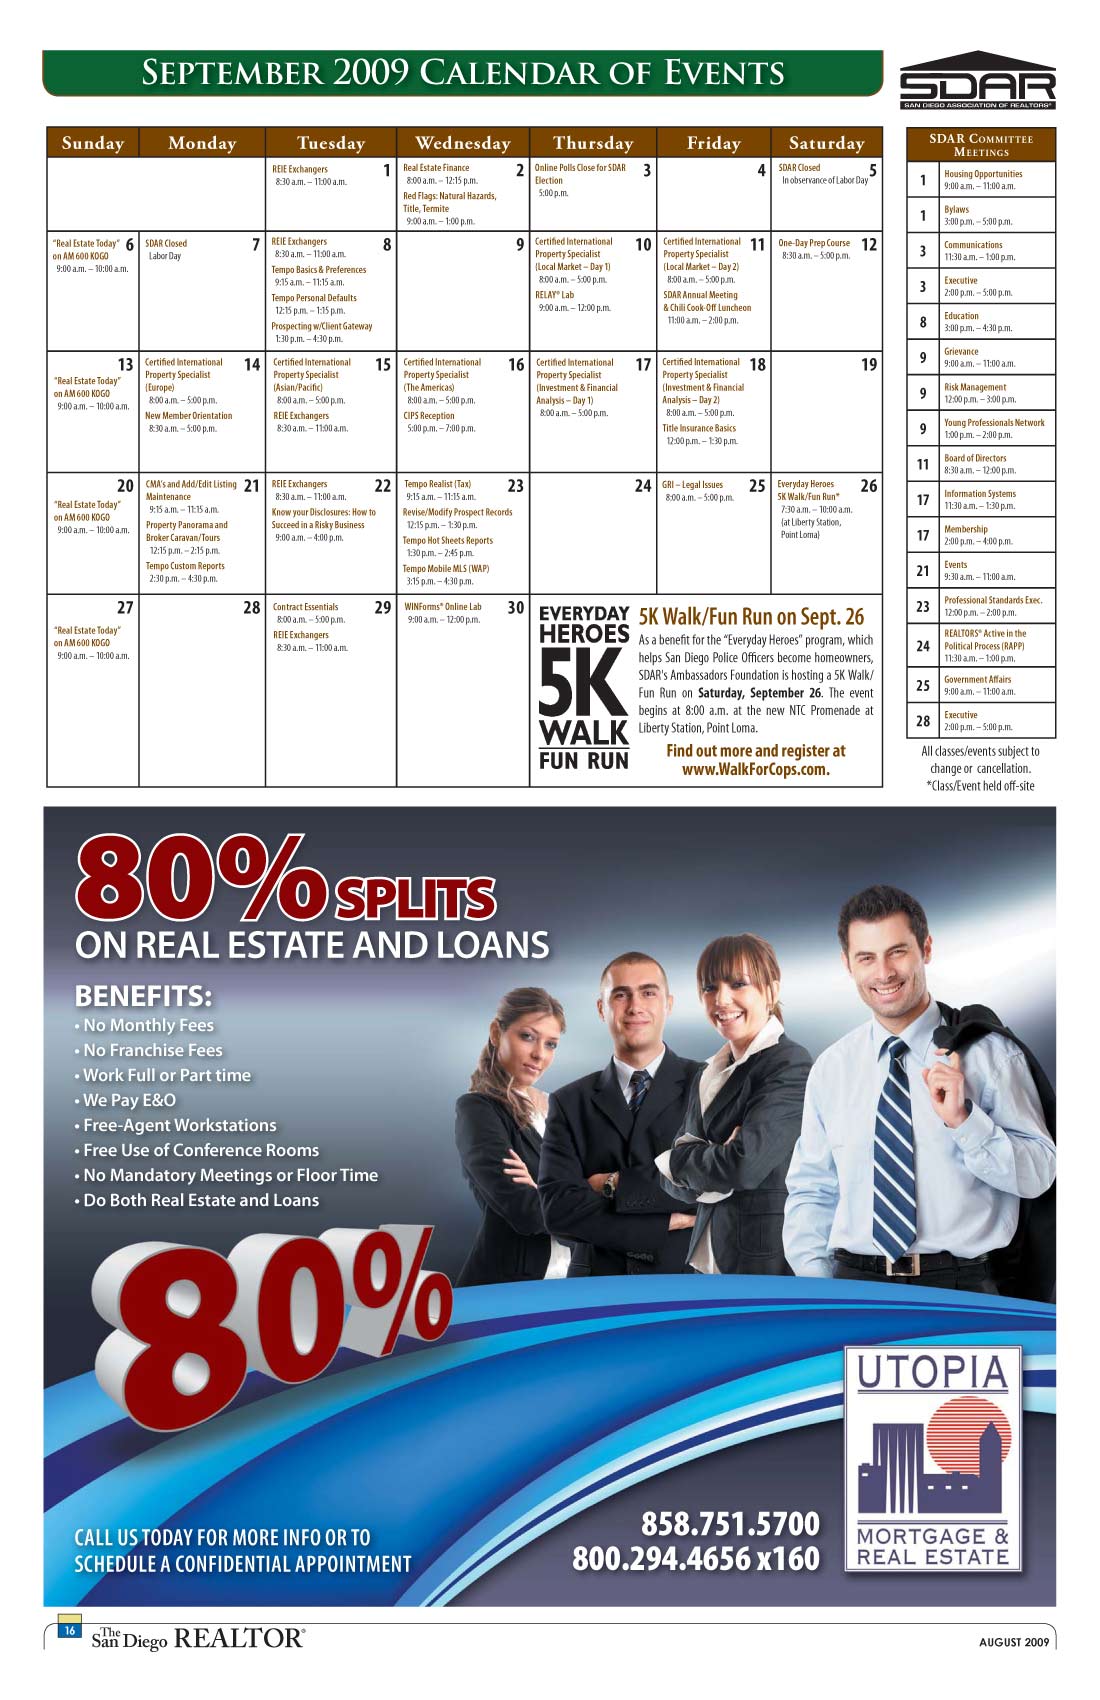 SEPTEMBER 2009 CALENDAR OF EVENTS
SDAR
SAN DIEGO ASSOCIATION OF REALTORS®
Sunday Monday Tuesday Wednesday Thursday Friday Saturday
1
REIE Exchangers
8:30 a.m. – 11:00 a.m.
2
Real Estate Finance
8:00 a.m. – 12:15 p.m.
Red Flags: Natural Hazards,
Title, Termite
9:00 a.m. – 1:00 p.m.
3
Online Polls Close for SDAR
Election
5:00 p.m.
4
5
SDAR Closed
In observance of Labor Day
6
"Real Estate Today"
on AM 600 KOGO
9:00 a.m. – 10:00 a.m.
7
SDAR Closed
Labor Day
8
REIE Exchangers
8:30 a.m. – 11:00 a.m.
Tempo Basics & Preferences
9:15 a.m. – 11:15 a.m.
Tempo Personal Defaults
12:15 p.m. – 1:15 p.m.
Prospecting w/Client Gateway
1:30 p.m. – 4:30 p.m.
9
10
Certified International
Property Specialist
(Local Market – Day 1)
8:00 a.m. – 5:00 p.m.
RELAY® Lab
9:00 a.m. – 12:00 p.m.
11
Certified International
Property Specialist
(Local Market – Day 2)
8:00 a.m. – 5:00 p.m.
SDAR Annual Meeting
& Chili Cook-Off Luncheon
11:00 a.m. – 2:00 p.m.
12
One-Day Prep Course
8:30 a.m. – 5:00 p.m.
13
"Real Estate Today"
on AM 600 KOGO
9:00 a.m. – 10:00 a.m.
14
Certified International
Property Specialist
(Europe)
8:00 a.m. – 5:00 p.m.
New Member Orientation
8:30 a.m. – 5:00 p.m.
15
Certified International
Property Specialist
(Asian/Pacific)
8:00 a.m. – 5:00 p.m.
REIE Exchangers
8:30 a.m. – 11:00 a.m.
16
Certified International
Property Specialist
(The Americas)
8:00 a.m. – 5:00 p.m.
CIPS Reception
5:00 p.m. – 7:00 p.m.
17
Certified International
Property Specialist
(Investment & Financial
Analysis – Day 1)
8:00 a.m. – 5:00 p.m.
18
Certified International
Property Specialist
(Investment & Financial
Analysis – Day 2)
8:00 a.m. – 5:00 p.m.
Title Insurance Basics
12:00 p.m. – 1:30 p.m.
19
20
"Real Estate Today"
on AM 600 KOGO
9:00 a.m. – 10:00 a.m.
21
CMA's and Add/Edit Listing
Maintenance
9:15 a.m. – 11:15 a.m.
Property Panorama and
Broker Caravan/Tours
12:15 p.m. – 2:15 p.m.
Tempo Custom Reports
2:30 p.m. – 4:30 p.m.
22
REIE Exchangers
8:30 a.m. – 11:00 a.m.
Know your Disclosures: How to
Succeed in a Risky Business
9:00 a.m. – 4:00 p.m.
23
Tempo Realist (Tax)
9:15 a.m. – 11:15 a.m.
Revise/Modify Prospect Records
12:15 p.m. – 1:30 p.m.
Tempo Hot Sheets Reports
1:30 p.m. – 2:45 p.m.
Tempo Mobile MLS (WAP)
3:15 p.m. – 4:30 p.m.
24
25
GRI – Legal Issues
8:00 a.m. – 5:00 p.m.
26
Everyday Heroes
5K Walk/Fun Run*
7:30 a.m. – 10:00 a.m.
(at Liberty Station,
Point Loma)
27
"Real Estate Today"
on AM 600 KOGO
9:00 a.m. – 10:00 a.m.
28
29
Contract Essentials
8:00 a.m. – 5:00 p.m.
REIE Exchangers
8:30 a.m. – 11:00 a.m.
30
WINForms® Online Lab
9:00 a.m. – 12:00 p.m.
EVERYDAY
HEROES
5K
WALK
FUN RUN
5K Walk/Fun Run on Sept. 26
As a benefit for the "Everyday Heroes" program, which
helps San Diego Police Officers become homeowners,
SDAR's Ambassadors Foundation is hosting a 5K Walk/
Fun Run on Saturday, September 26. The event
begins at 8:00 a.m. at the new NTC Promenade at
Liberty Station, Point Loma.
Find out more and register at
www.WalkForCops.com.
SDAR COMMITTEE
MEETINGS
1 Housing Opportunities
9:00 a.m. – 11:00 a.m.
1 Bylaws
3:00 p.m. – 5:00 p.m.
3 Communications
11:30 a.m. – 1:00 p.m.
3 Executive
2:00 p.m. – 5:00 p.m.
8 Education
3:00 p.m. – 4:30 p.m.
9 Grievance
9:00 a.m. – 11:00 a.m.
9 Risk Management
12:00 p.m. – 3:00 p.m.
9 Young Professionals Network
1:00 p.m. – 2:00 p.m.
11 Board of Directors
8:30 a.m. – 12:00 p.m.
17 Information Systems
11:30 a.m. – 1:30 p.m.
17 Membership
2:00 p.m. – 4:00 p.m.
21 Events
9:30 a.m. – 11:00 a.m.
23 Professional Standards Exec.
12:00 p.m. – 2:00 p.m.
24 REALTORS® Active in the
Political Process (RAPP)
11:30 a.m. – 1:00 p.m.
25 Government Affairs
9:00 a.m. – 11:00 a.m.
28 Executive
2:00 p.m. – 5:00 p.m.
All classes/events subject to
change or cancellation.
*Class/Event held off-site
80% SPLITS
ON REAL ESTATE AND LOANS
BENEFITS:
• No Monthly Fees
• No Franchise Fees
• Work Full or Part time
• We Pay E&O
• Free-Agent Workstations
• Free Use of Conference Rooms
• No Mandatory Meetings or Floor Time
• Do Both Real Estate and Loans
80%
CALL US TODAY FOR MORE INFO OR TO
SCHEDULE A CONFIDENTIAL APPOINTMENT
858.751.5700
800.294.4656 x160
UTOPIA
MORTGAGE &
REAL ESTATE
16 The San Diego REALTOR®
AUGUST 2009